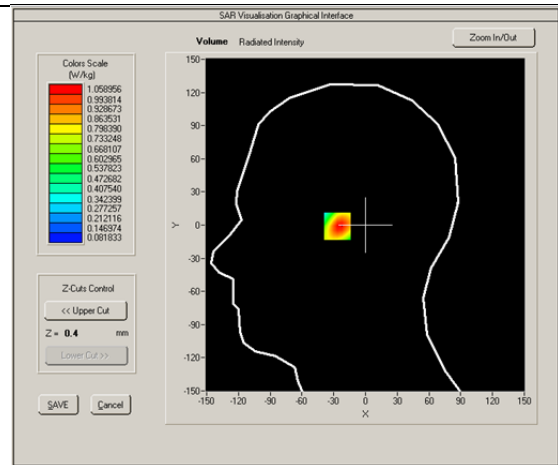 SAR Visualisation Graphical Interface
Volume Radiated Intensity
Zoom In/Out
Colors Scale
(W/kg)
1.058956
0.993814
0.928673
0.863531
0.798390
0.733248
0.668107
0.602965
0.537823
0.472682
0.407540
0.342399
0.277257
0.212116
0.146974
0.081833
Z-Cuts Control
<< Upper Cut
Z = 0.4 mm
Lower Cut >>
SAVE Cancel
150
120
90
60
30
0
-30
-60
-90
-120
-150
Y
-150 -120 -90 -60 -30 0 30 60 90 120 150
X